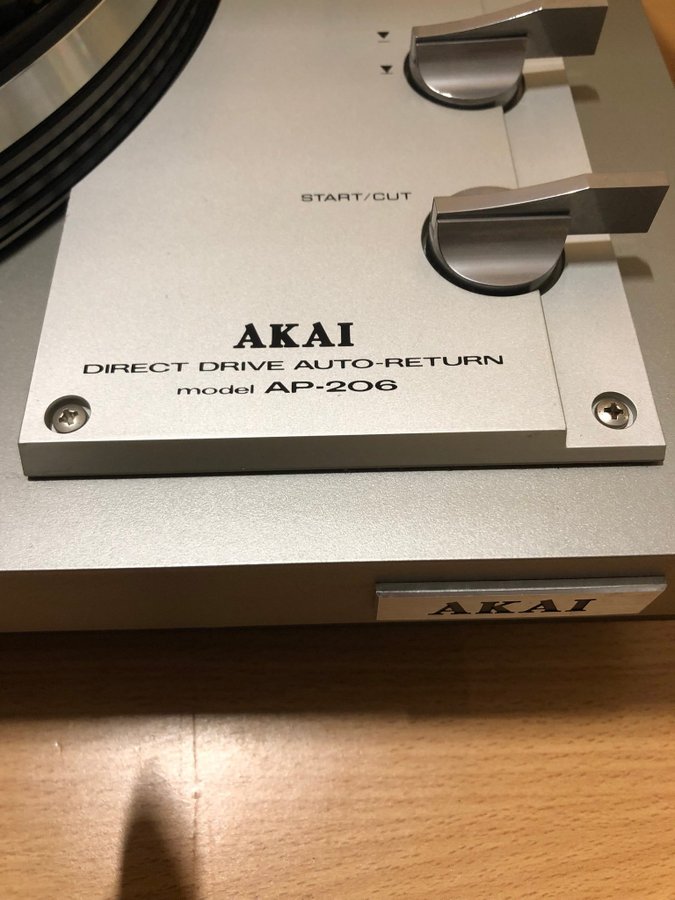 START/CUT
AKAI
DIRECT DRIVE AUTO-RETURN
model AP-206
AKAI